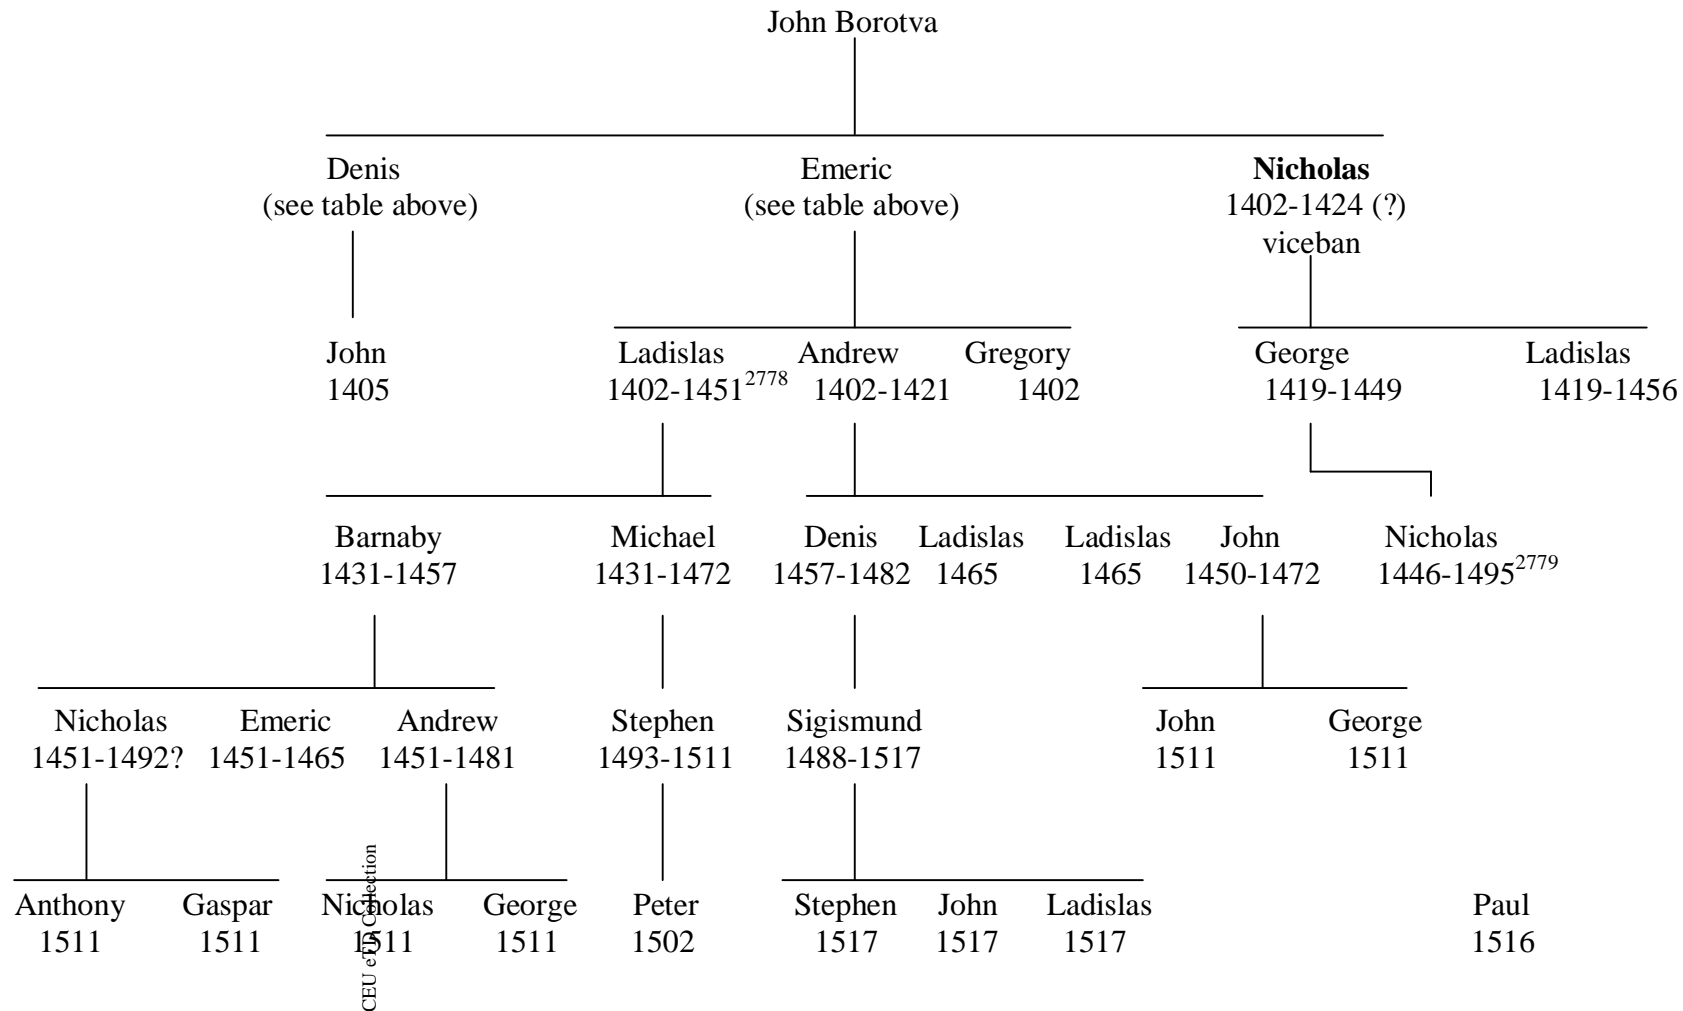 John Borotva
Denis Emeric Nicholas
(see table above) (see table above) 1402-1424 (?)
viceban
John Ladislas Andrew Gregory George Ladislas
1405 1402-14512778 1402-1421 1402 1419-1449 1419-1456
Barnaby Michael Denis Ladislas Ladislas John Nicholas
1431-1457 1431-1472 1457-1482 1465 1465 1450-1472 1446-14952779
Nicholas Emeric Andrew Stephen Sigismund John George
1451-1492? 1451-1465 1451-1481 1493-1511 1488-1517 1511 1511
Anthony Gaspar Nicholas George Peter Stephen John Ladislas Paul
1511 1511 1511 1511 1502 1517 1517 1517 1516
CEU eTD Collection